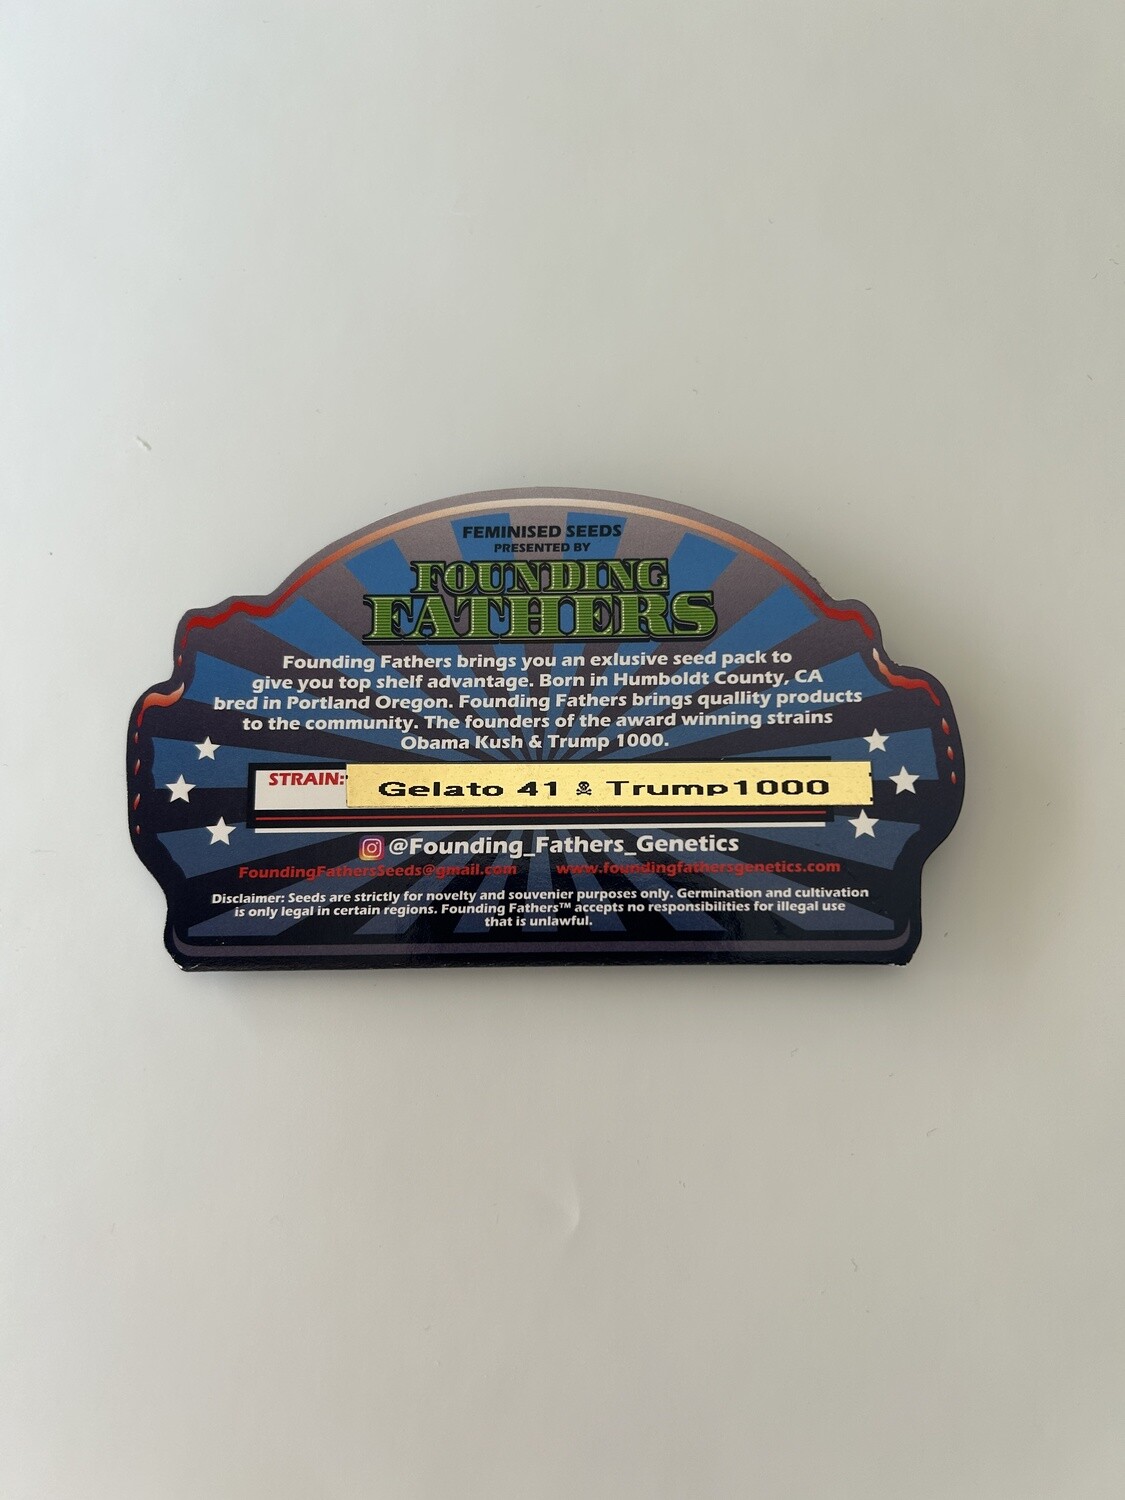 FEMINISED SEEDS
PRESENTED BY
FOUNDING
FATHERS
Founding Fathers brings you an exlusive seed pack to
give you top shelf advantage. Born in Humboldt County, CA
bred in Portland Oregon. Founding Fathers brings quallity products
to the community. The founders of the award winning strains
Obama Kush & Trump 1000.
STRAIN: Gelato 41 ☠ Trump1000
@Founding_Fathers_Genetics
FoundingFathersSeeds@gmail.com www.foundingfathersgenetics.com
Disclaimer: Seeds are strictly for novelty and souvenier purposes only. Germination and cultivation
is only legal in certain regions. Founding Fathers™ accepts no responsibilities for illegal use
that is unlawful.